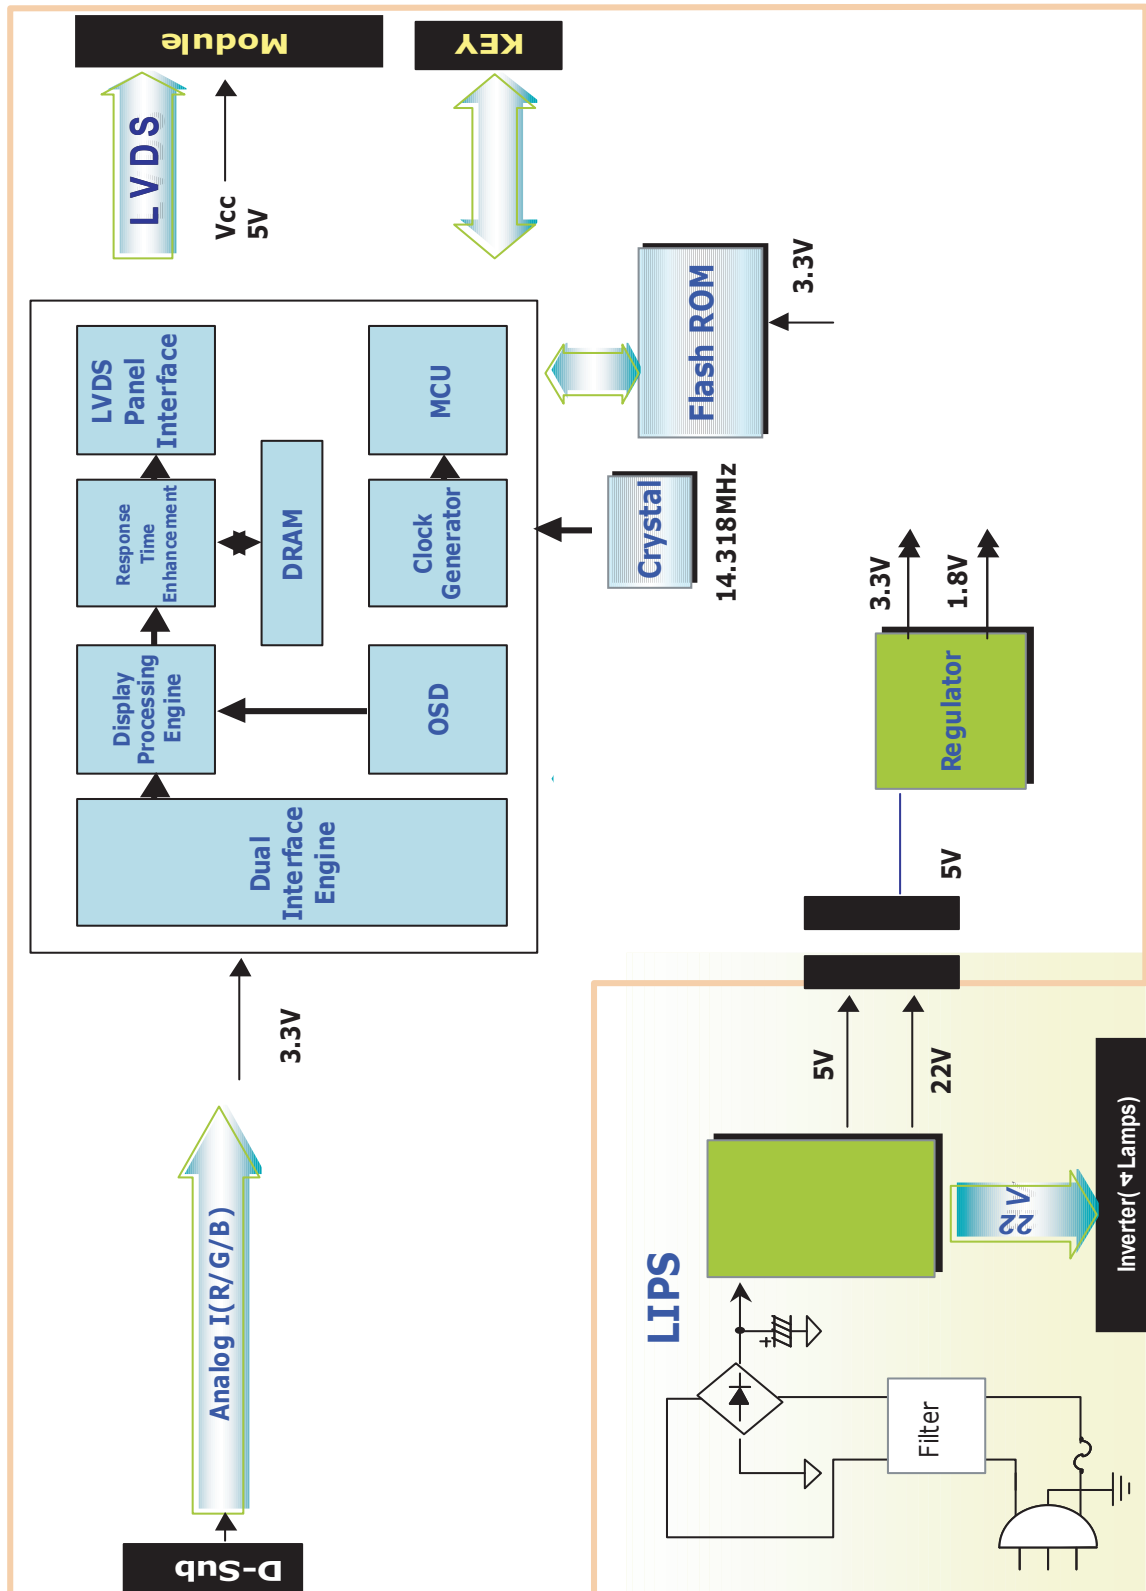 D-Sub
Analog I(R/G/B)
3.3V
Dual
Interface
Engine
Display
Processing
Engine
OSD
Response
Time
Enhancement
DRAM
Clock
Generator
LVDS
Panel
Interface
MCU
LVDS
Vcc
5V
Module
KEY
Crystal
14.318MHz
Flash ROM
3.3V
LIPS
Filter
+
22V
Inverter(4Lamps)
5V
22V
5V
Regulator
3.3V
1.8V